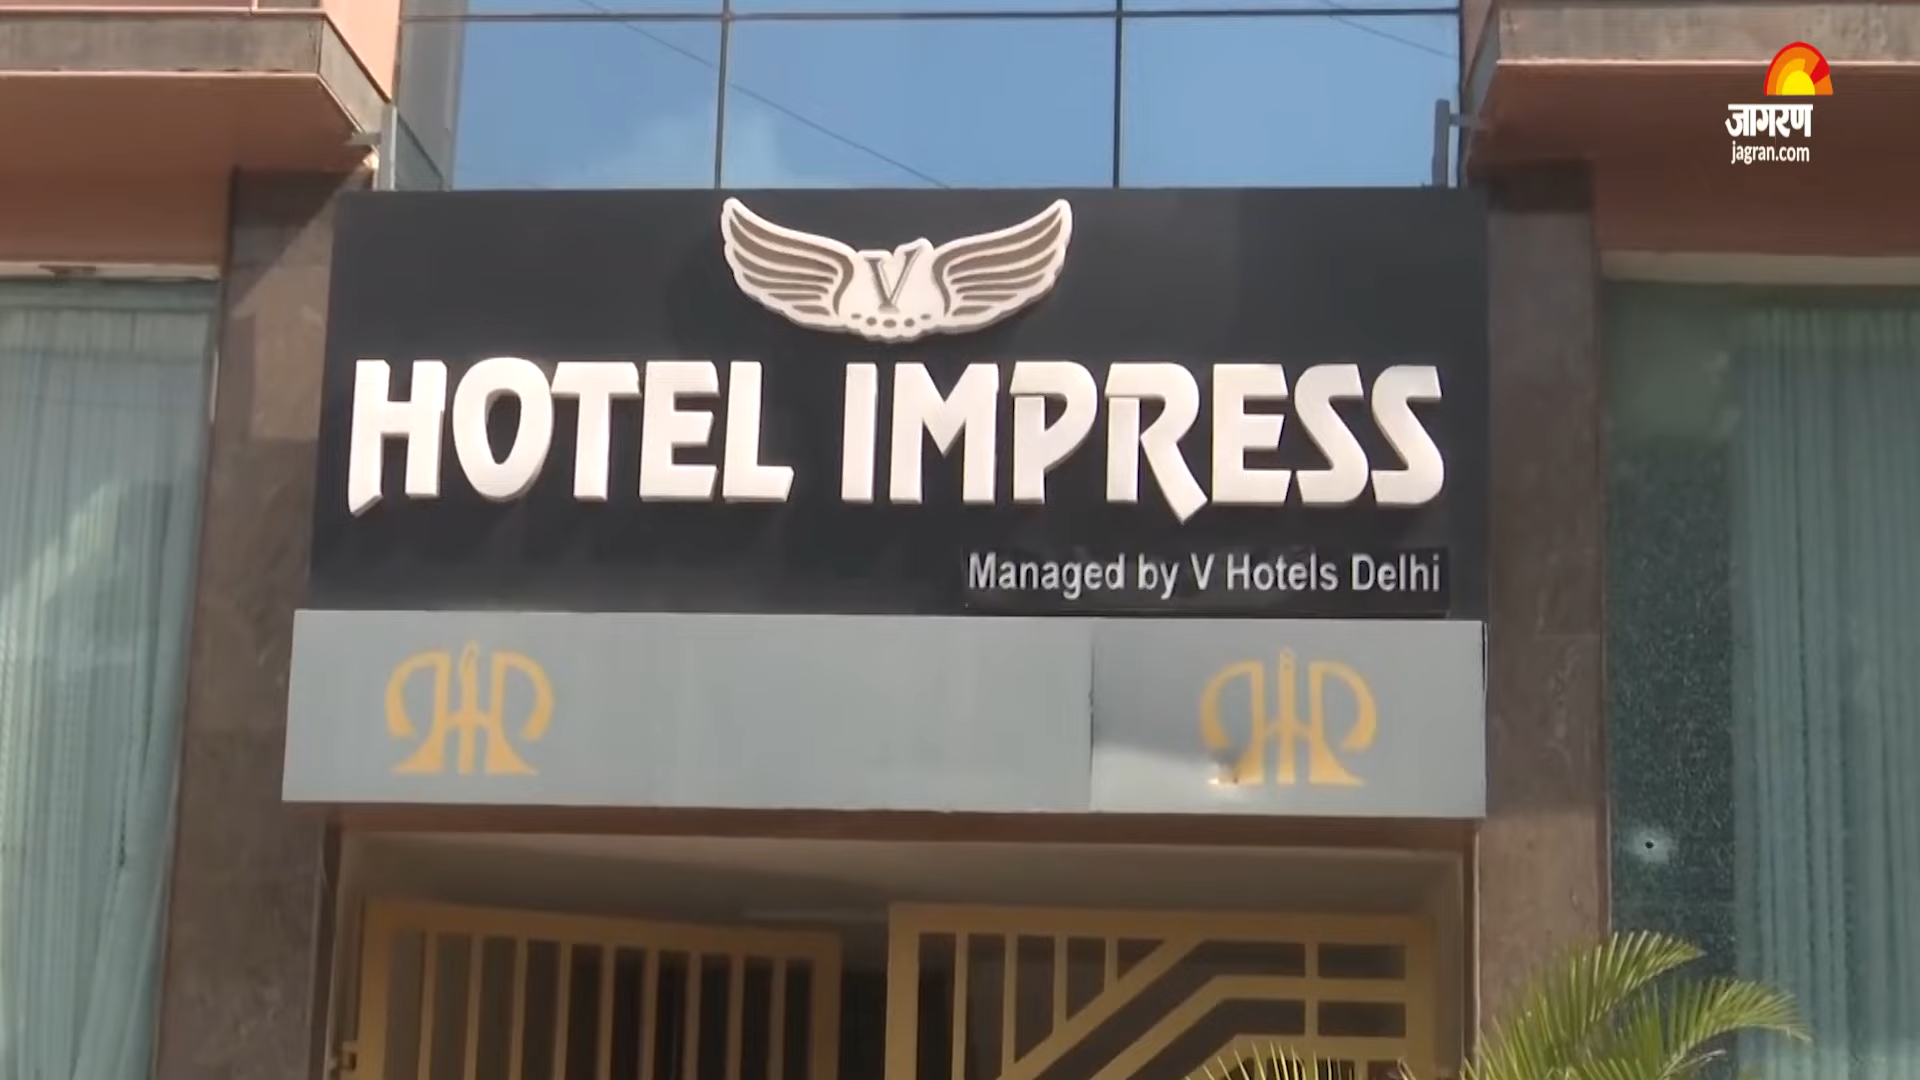 जागरण
jagran.com
V
HOTEL IMPRESS
Managed by V Hotels Delhi